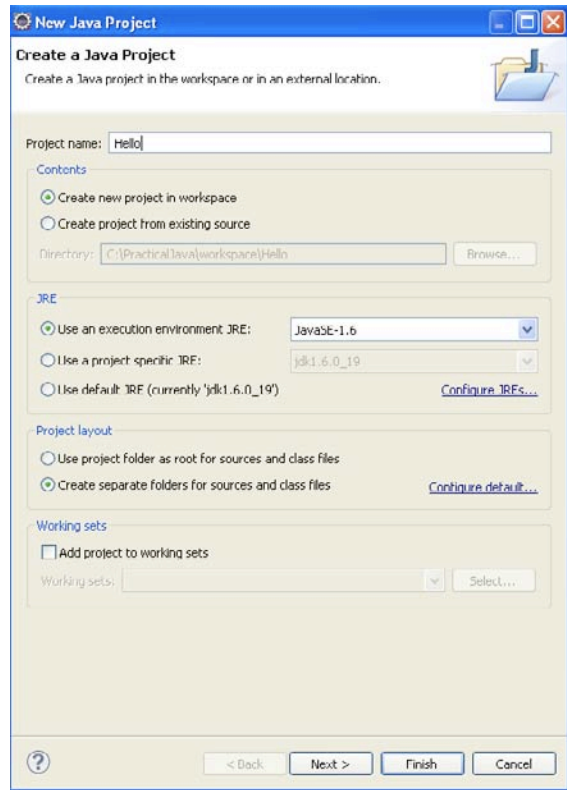 New Java Project
Create a Java Project
Create a Java project in the workspace or in an external location.
Project name: Hello
Contents
Create new project in workspace
Create project from existing source
Directory: C:\PracticalJava\workspace\Hello Browse...
JRE
Use an execution environment JRE: JavaSE-1.6
Use a project specific JRE: jdk1.6.0_19
Use default JRE (currently 'jdk1.6.0_19') Configure JREs...
Project layout
Use project folder as root for sources and class files
Create separate folders for sources and class files Configure default...
Working sets
Add project to working sets
Working sets: Select...
? < Back Next > Finish Cancel